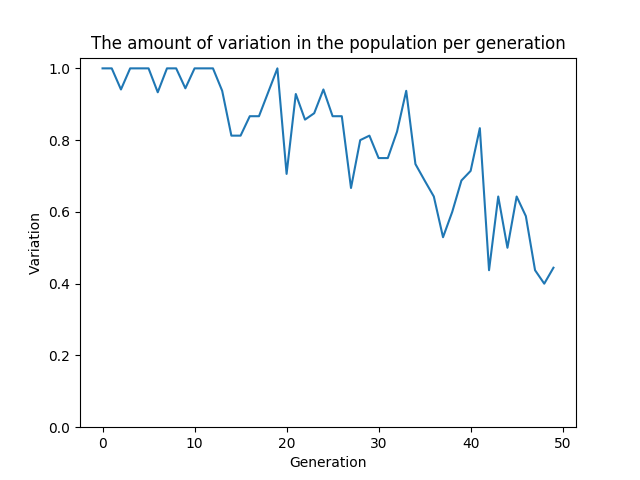 The amount of variation in the population per generation
1.0
0.8
0.6
0.4
0.2
0.0
Variation
0 10 20 30 40 50
Generation